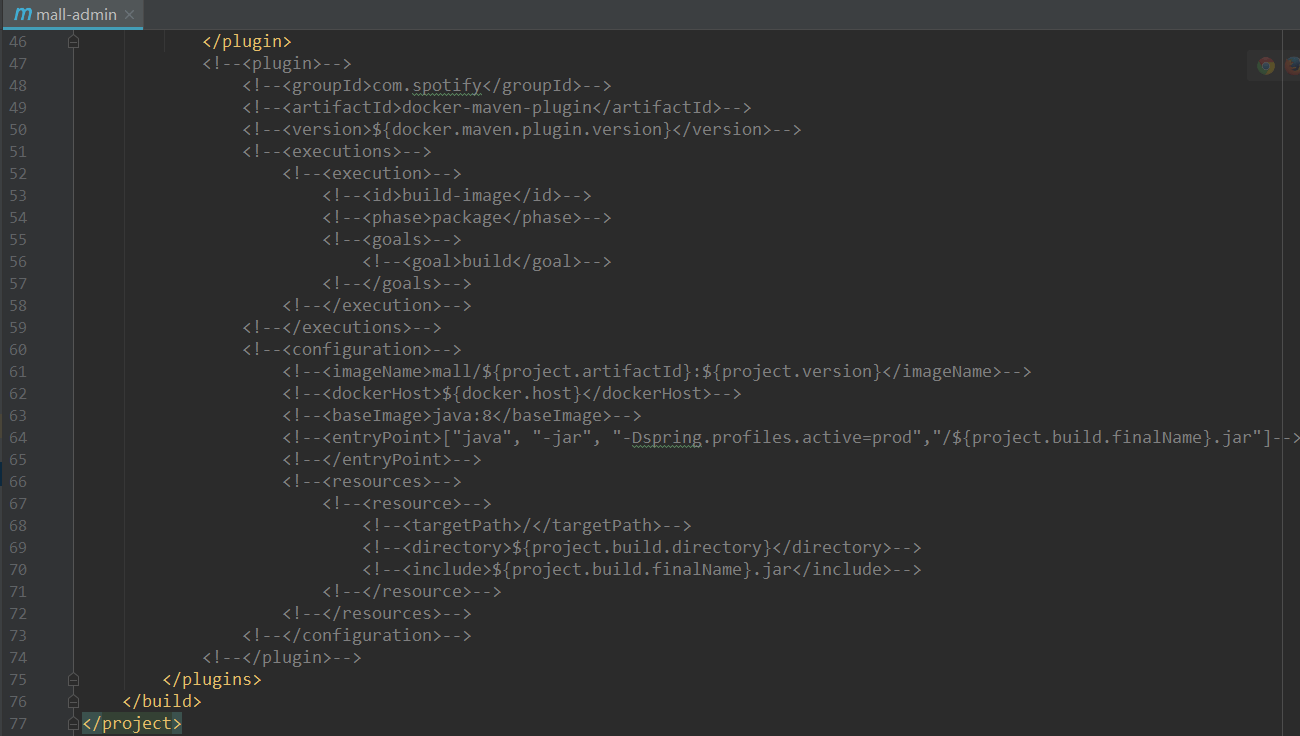 m mall-admin ×
46 </plugin>
47 <!--<plugin>-->
48 <!--<groupId>com.spotify</groupId>-->
49 <!--<artifactId>docker-maven-plugin</artifactId>-->
50 <!--<version>${docker.maven.plugin.version}</version>-->
51 <!--<executions>-->
52 <!--<execution>-->
53 <!--<id>build-image</id>-->
54 <!--<phase>package</phase>-->
55 <!--<goals>-->
56 <!--<goal>build</goal>-->
57 <!--</goals>-->
58 <!--</execution>-->
59 <!--</executions>-->
60 <!--<configuration>-->
61 <!--<imageName>mall/${project.artifactId}:${project.version}</imageName>-->
62 <!--<dockerHost>${docker.host}</dockerHost>-->
63 <!--<baseImage>java:8</baseImage>-->
64 <!--<entryPoint>["java", "-jar", "-Dspring.profiles.active=prod","/${project.build.finalName}.jar"]-->
65 <!--</entryPoint>-->
66 <!--<resources>-->
67 <!--<resource>-->
68 <!--<targetPath>/</targetPath>-->
69 <!--<directory>${project.build.directory}</directory>-->
70 <!--<include>${project.build.finalName}.jar</include>-->
71 <!--</resource>-->
72 <!--</resources>-->
73 <!--</configuration>-->
74 <!--</plugin>-->
75 </plugins>
76 </build>
77 </project>